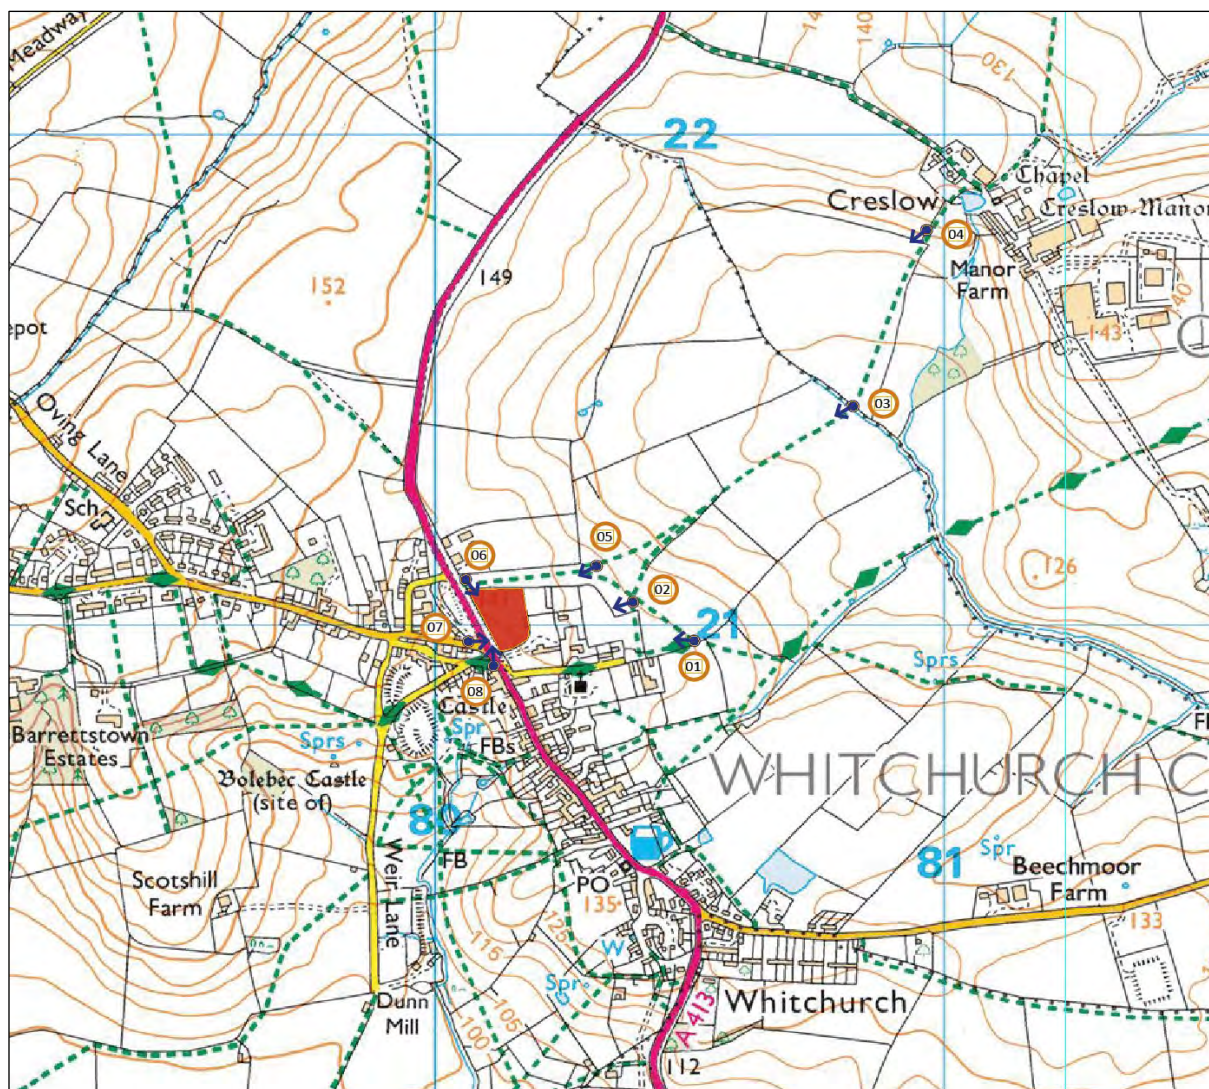 Meadway
140
130
22
Chapel
Creslow
Creslow Manor
04
149
Manor
Farm
152
140
143
epot
Oving Lane
03
Sch
05
06
126
02
07
21
01
08
Sprs
Castle
Spr
FBs
Sprs
Barrettstown
Estates
Bolebec Castle
(site of)
WHITCHURCH C
80
Weir Lane
FB
81
Spr
Beechmoor
Farm
Scotshill
Farm
PO
135
133
125
116
W
Spr
105
100
Dunn
Mill
Whitchurch
A 413
112